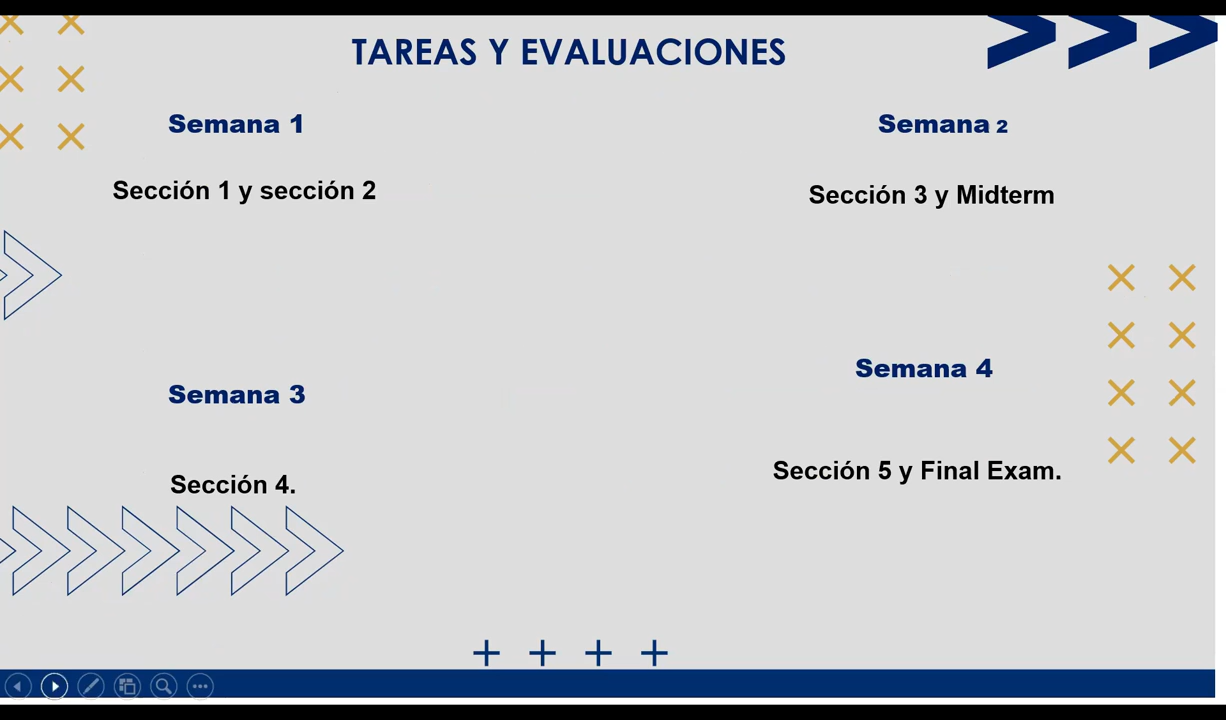 TAREAS Y EVALUACIONES
Semana 1
Semana 2
Sección 1 y sección 2
Sección 3 y Midterm
Semana 3
Semana 4
Sección 4.
Sección 5 y Final Exam.